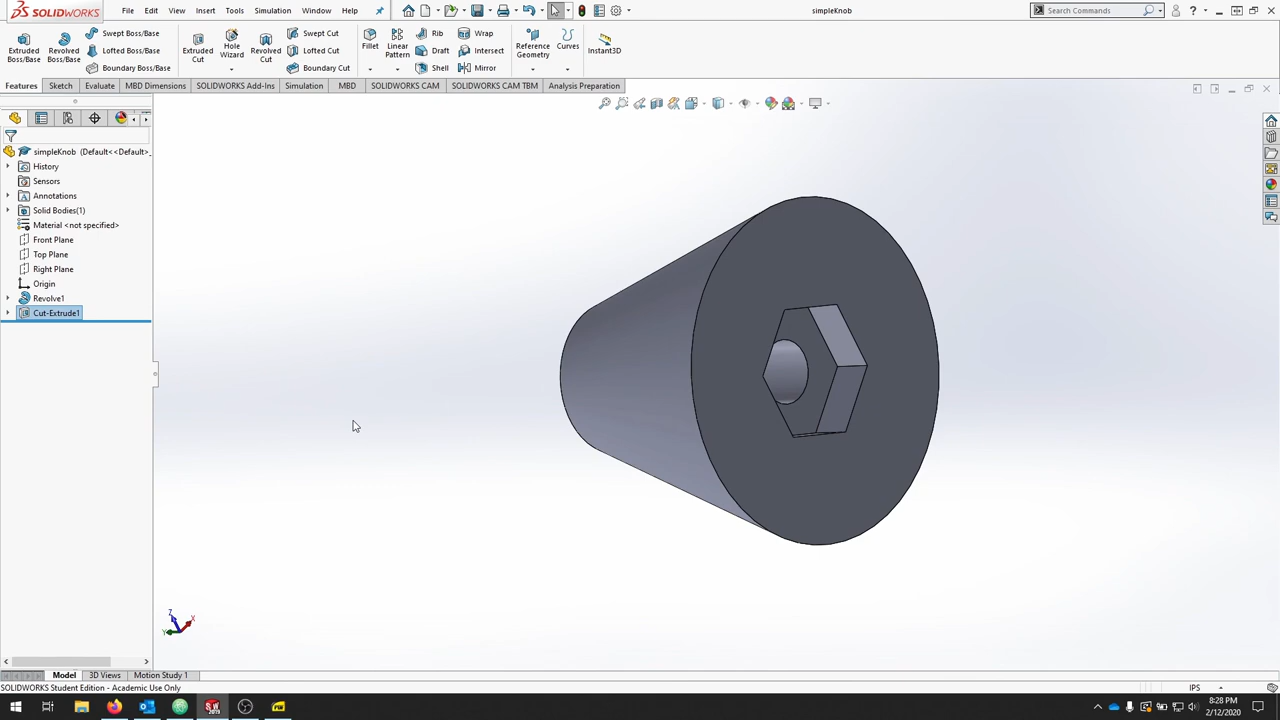 SOLIDWORKS
File Edit View Insert Tools Simulation Window Help
simpleKnob
Search Commands
Extruded Boss/Base
Revolved Boss/Base
Swept Boss/Base
Lofted Boss/Base
Boundary Boss/Base
Extruded Cut
Hole Wizard
Revolved Cut
Swept Cut
Lofted Cut
Boundary Cut
Fillet
Linear Pattern
Rib
Draft
Shell
Wrap
Intersect
Mirror
Reference Geometry
Curves
Instant3D
Features Sketch Evaluate MBD Dimensions SOLIDWORKS Add-Ins Simulation MBD SOLIDWORKS CAM SOLIDWORKS CAM TBM Analysis Preparation
simpleKnob (Default<<Default>_
History
Sensors
Annotations
Solid Bodies(1)
Material <not specified>
Front Plane
Top Plane
Right Plane
Origin
Revolve1
Cut-Extrude1
Z
X
Y
Model 3D Views Motion Study 1
SOLIDWORKS Student Edition - Academic Use Only
IPS
8:28 PM
2/12/2020